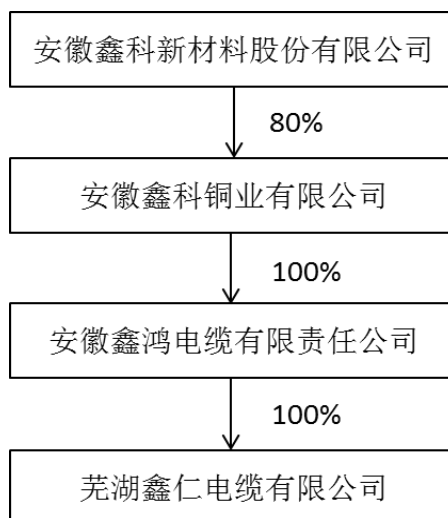 安徽鑫科新材料股份有限公司
80%
安徽鑫科铜业有限公司
100%
安徽鑫鸿电缆有限责任公司
100%
芜湖鑫仁电缆有限公司